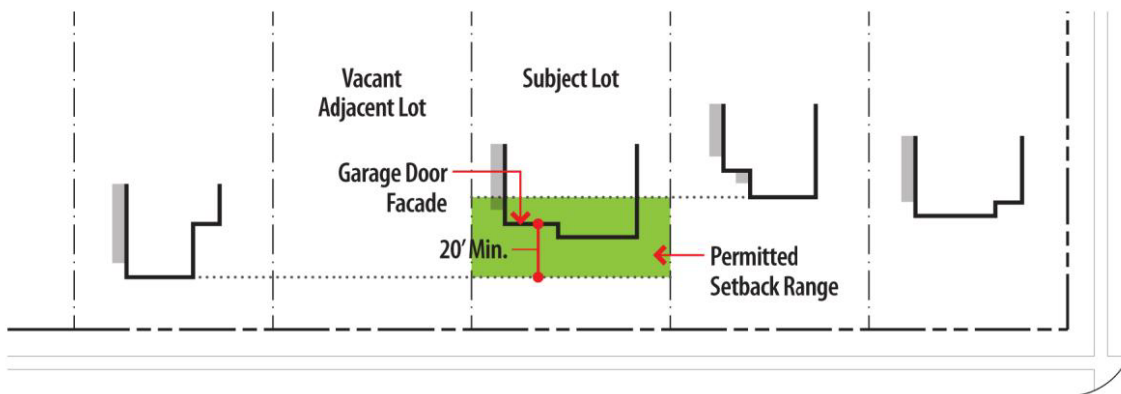 Vacant
Adjacent Lot
Subject Lot
Garage Door
Facade
20' Min.
Permitted
Setback Range